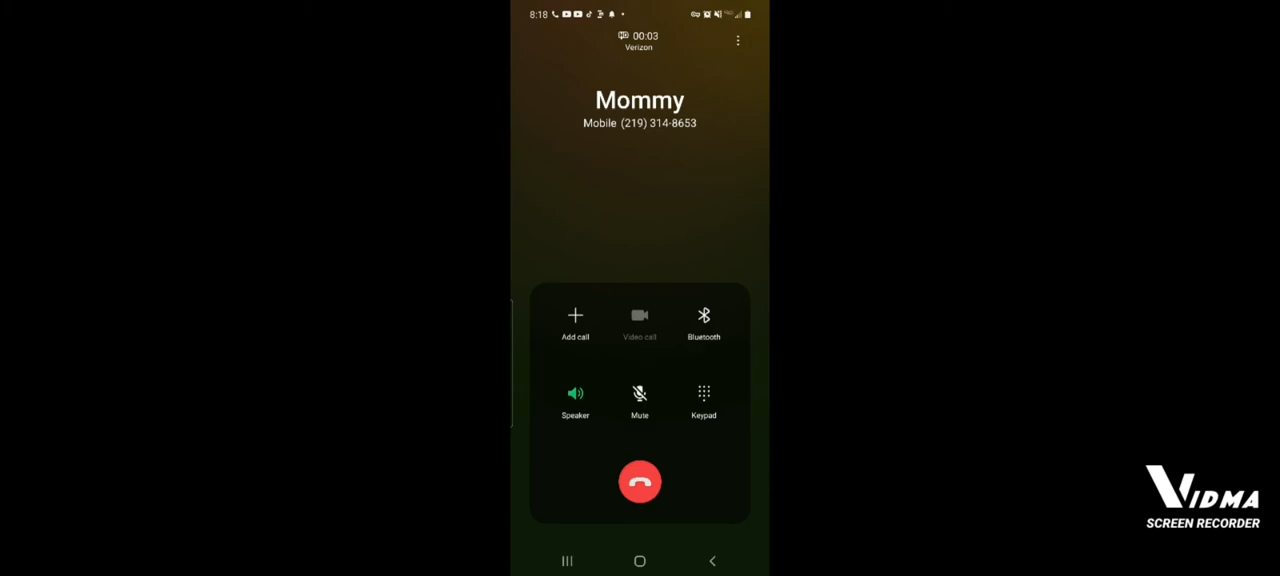 8:18
00:03
Verizon
Mommy
Mobile (219) 314-8653
Add call
Video call
Bluetooth
Speaker
Mute
Keypad
VIDMA
SCREEN RECORDER